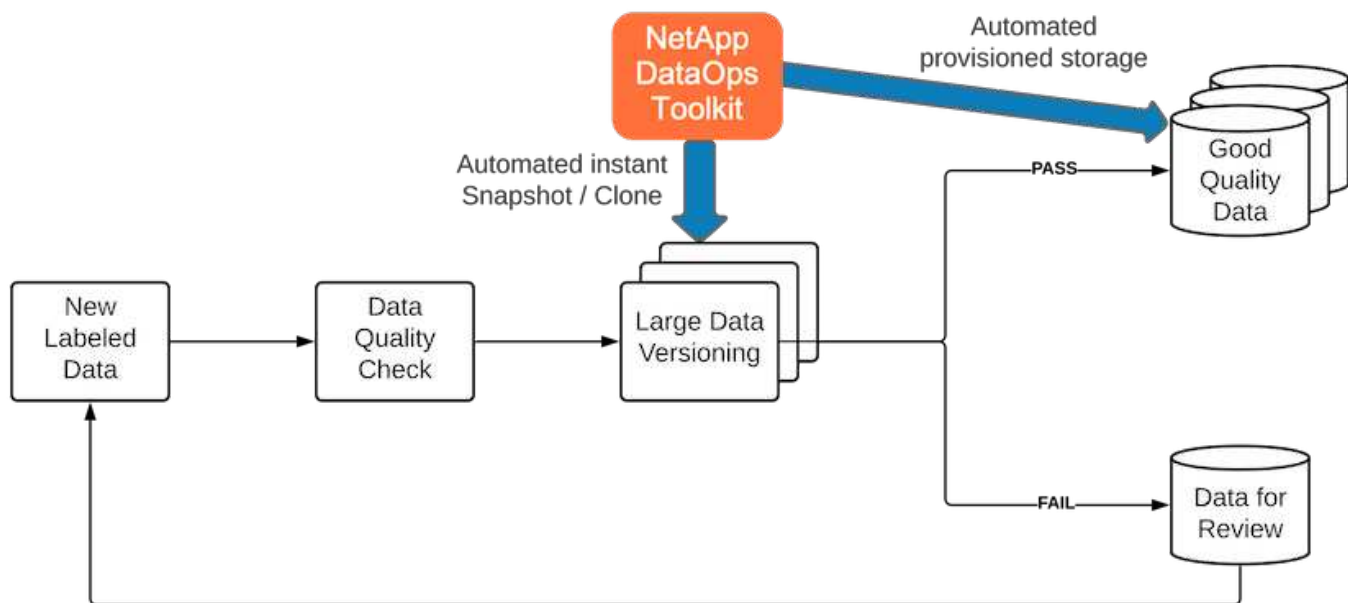 NetApp
DataOps
Toolkit
Automated
provisioned storage
Automated instant
Snapshot / Clone
Good
Quality
Data
PASS
New
Labeled
Data
Data
Quality
Check
Large Data
Versioning
FAIL
Data for
Review